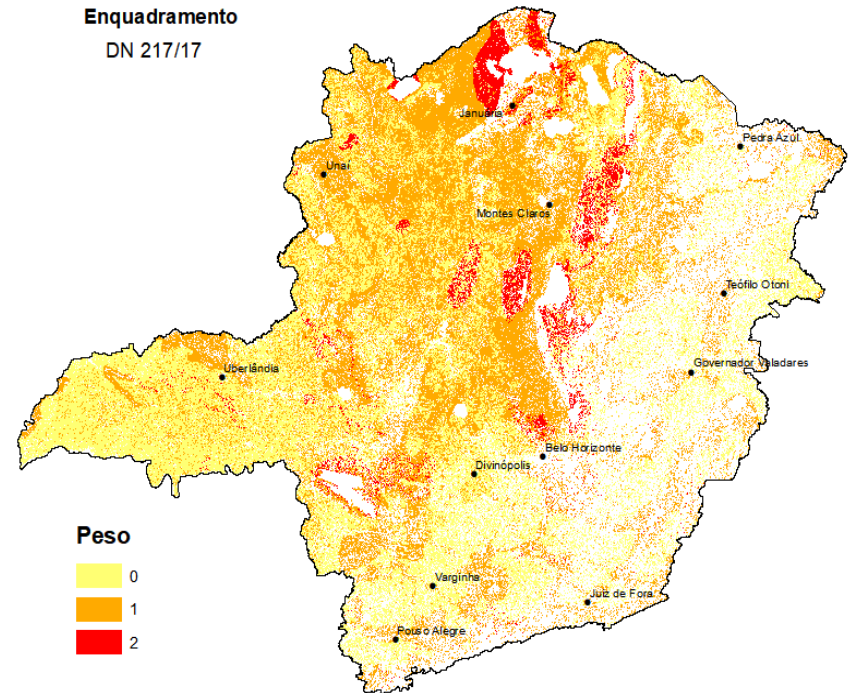 Enquadramento
DN 217/17
Januária
Pedra Azul
Unaí
Montes Claros
Teófilo Otoni
Uberlândia
Governador Valadares
Belo Horizonte
Divinópolis
Peso
0
Varginha
1
Juiz de Fora
2
Pouso Alegre